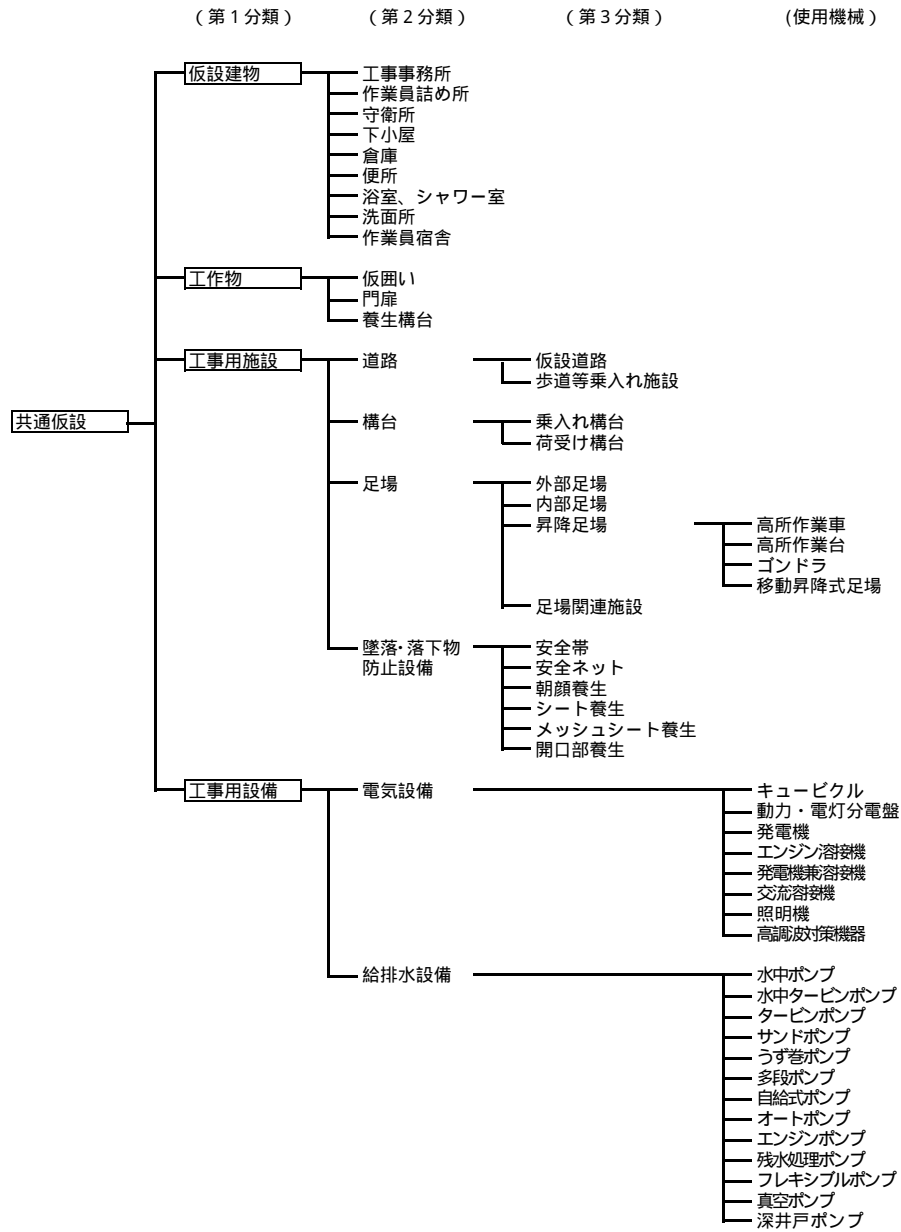 (第1分類) (第2分類) (第3分類) (使用機械)
仮設建物 工事事務所
作業員詰め所
守衛所
下小屋
倉庫
便所
浴室、シャワー室
洗面所
作業員宿舎
工作物 仮囲い
門扉
養生構台
工事用施設 道路 仮設道路
歩道等乗入れ施設
共通仮設 構台 乗入れ構台
荷受け構台
足場 外部足場
内部足場
昇降足場 高所作業車
高所作業台
ゴンドラ
移動昇降式足場
足場関連施設
墜落・落下物 安全帯
防止設備 安全ネット
朝顔養生
シート養生
メッシュシート養生
開口部養生
工事用設備 電気設備 キュービクル
動力・電灯分電盤
発電機
エンジン溶接機
発電機兼溶接機
交流溶接機
照明機
高調波対策機器
給排水設備 水中ポンプ
水中タービンポンプ
タービンポンプ
サンドポンプ
うず巻ポンプ
多段ポンプ
自給式ポンプ
オートポンプ
エンジンポンプ
残水処理ポンプ
フレキシブルポンプ
真空ポンプ
深井戸ポンプ